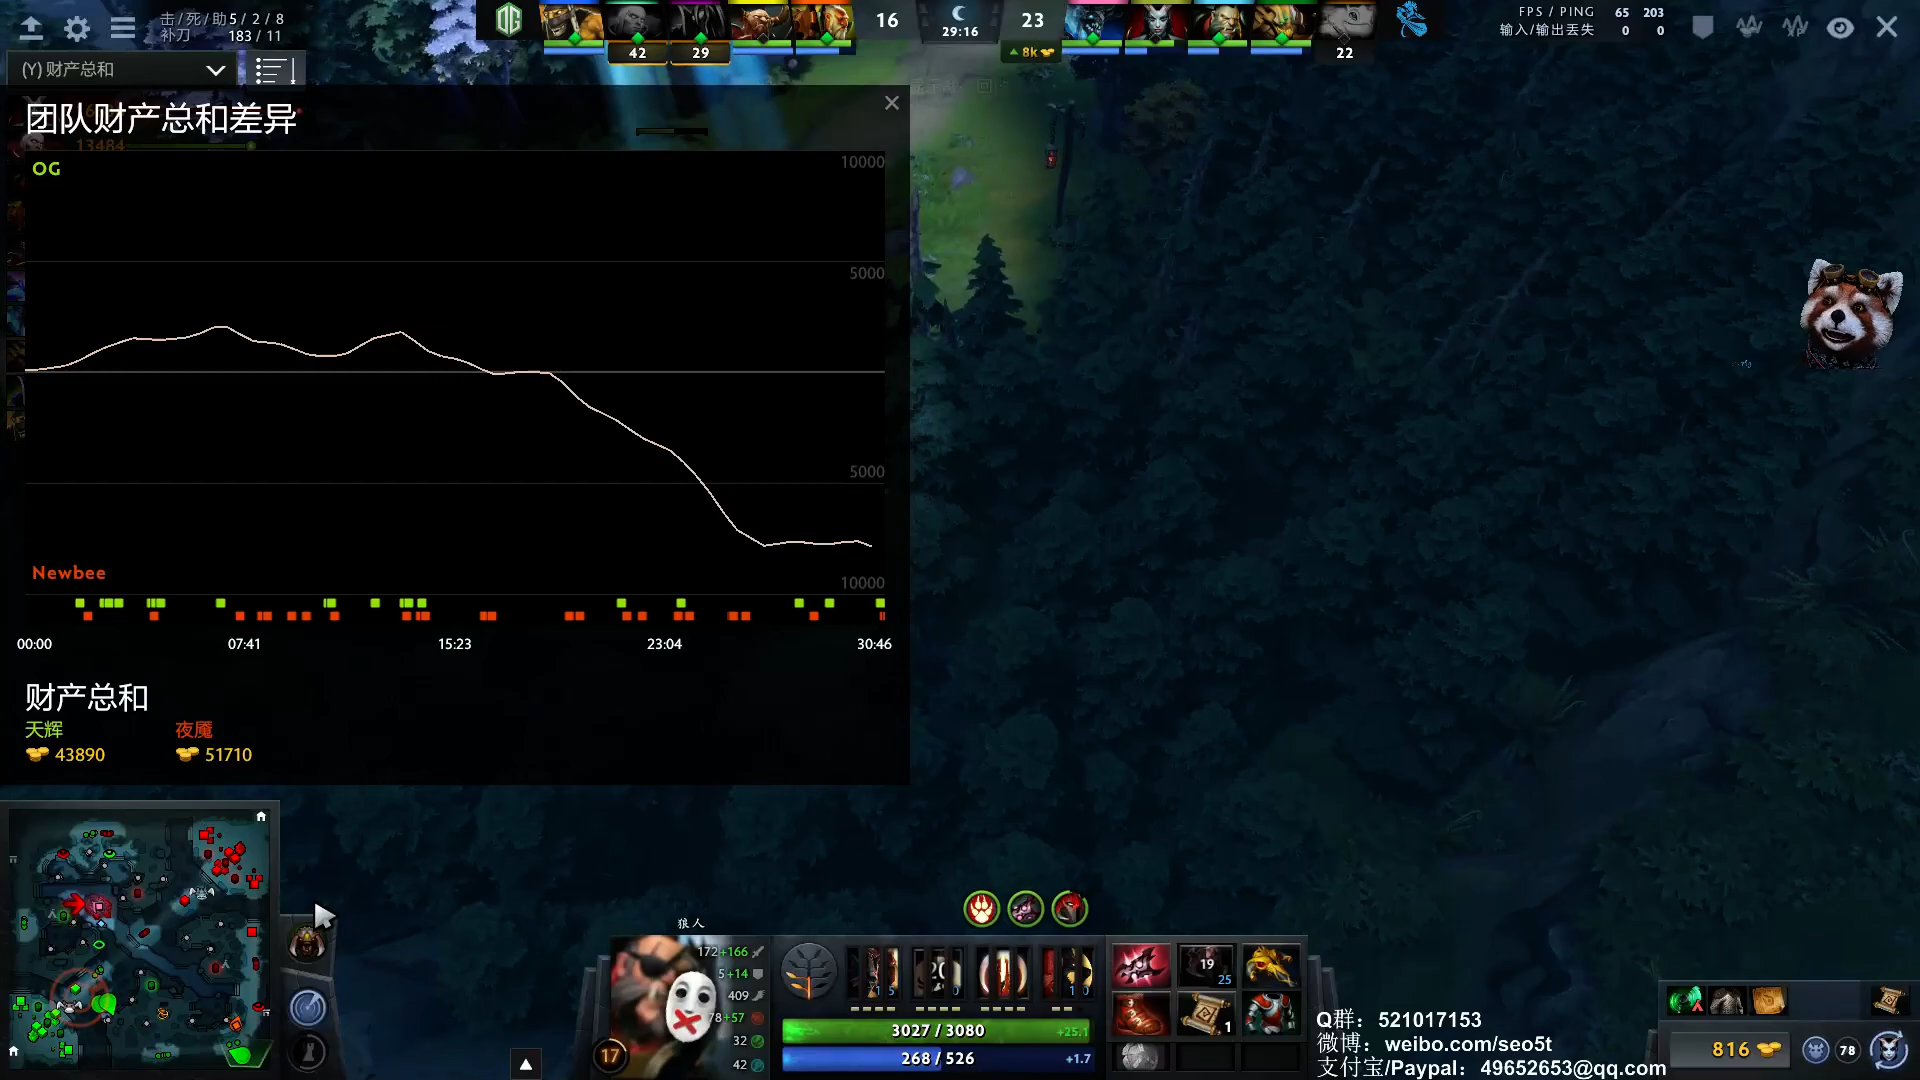 击/死/助5 / 2 / 8
补刀 183 / 11
(Y) 财产总和
OG
42
29
16
29:16
23
8k
22
FPS / PING 65 203
输入/输出丢失 0 0
团队财产总和差异
13484
OG
10000
5000
5000
Newbee
10000
00:00
07:41
15:23
23:04
30:46
财产总和
天辉
夜魇
43890
51710
狼人
172+166
5+14
409
78+57
32
42
17
3027 / 3080
+25.1
268 / 526
+1.7
19
25
1
Q群：521017153
微博：weibo.com/seo5t
支付宝/Paypal：49652653@qq.com
816
78